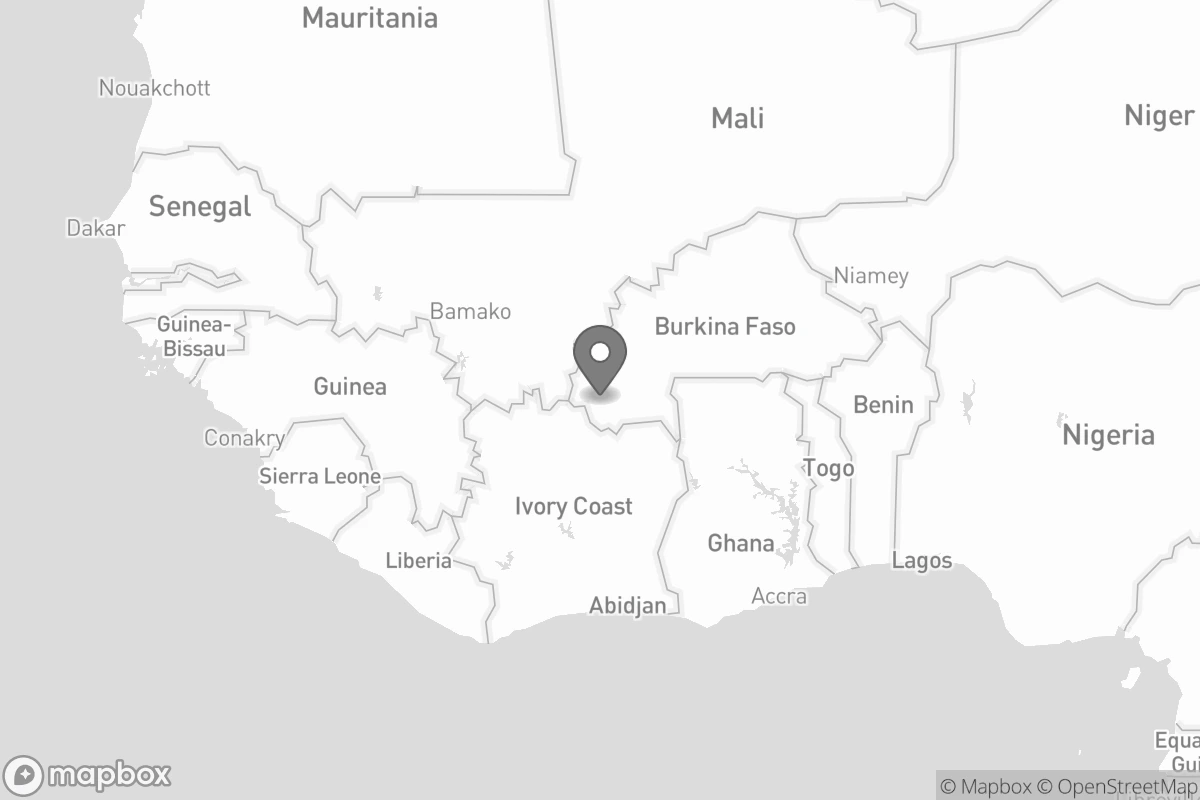 Mauritania
Nouakchott
Mali
Niger
Senegal
Dakar
Niamey
Bamako
Guinea-
Bissau
Burkina Faso
Guinea
Benin
Conakry
Nigeria
Togo
Sierra Leone
Ivory Coast
Ghana
Liberia
Lagos
Abidjan
Accra
Equa
Gui
mapbox
© Mapbox © OpenStreetMap